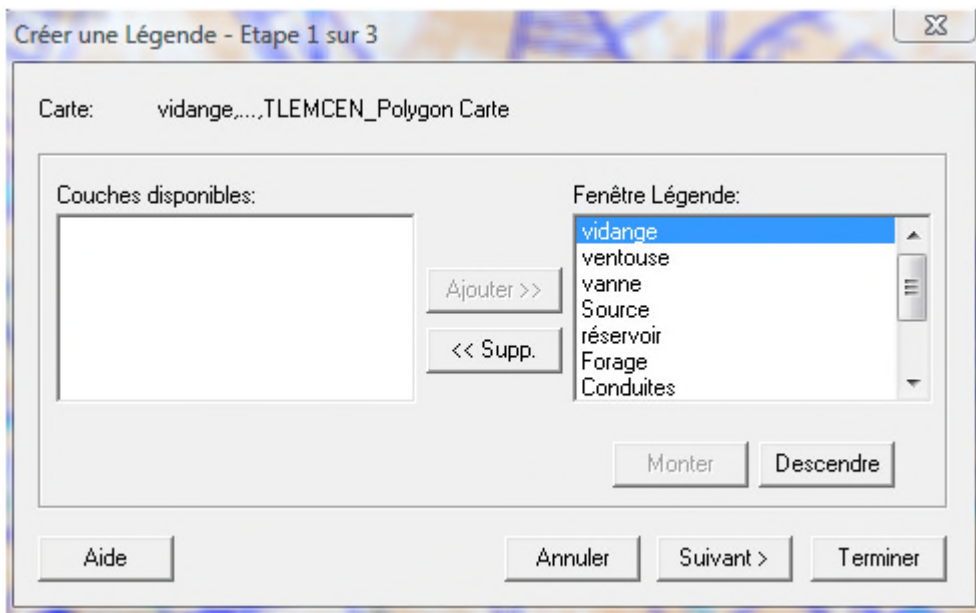 Créer une Légende - Etape 1 sur 3
Carte: vidange,...,TLEMCEN_Polygon Carte
Couches disponibles:
Fenêtre Légende:
vidange
ventouse
vanne
Source
réservoir
Forage
Conduites
Ajouter >>
<< Supp.
Monter
Descendre
Aide
Annuler
Suivant >
Terminer